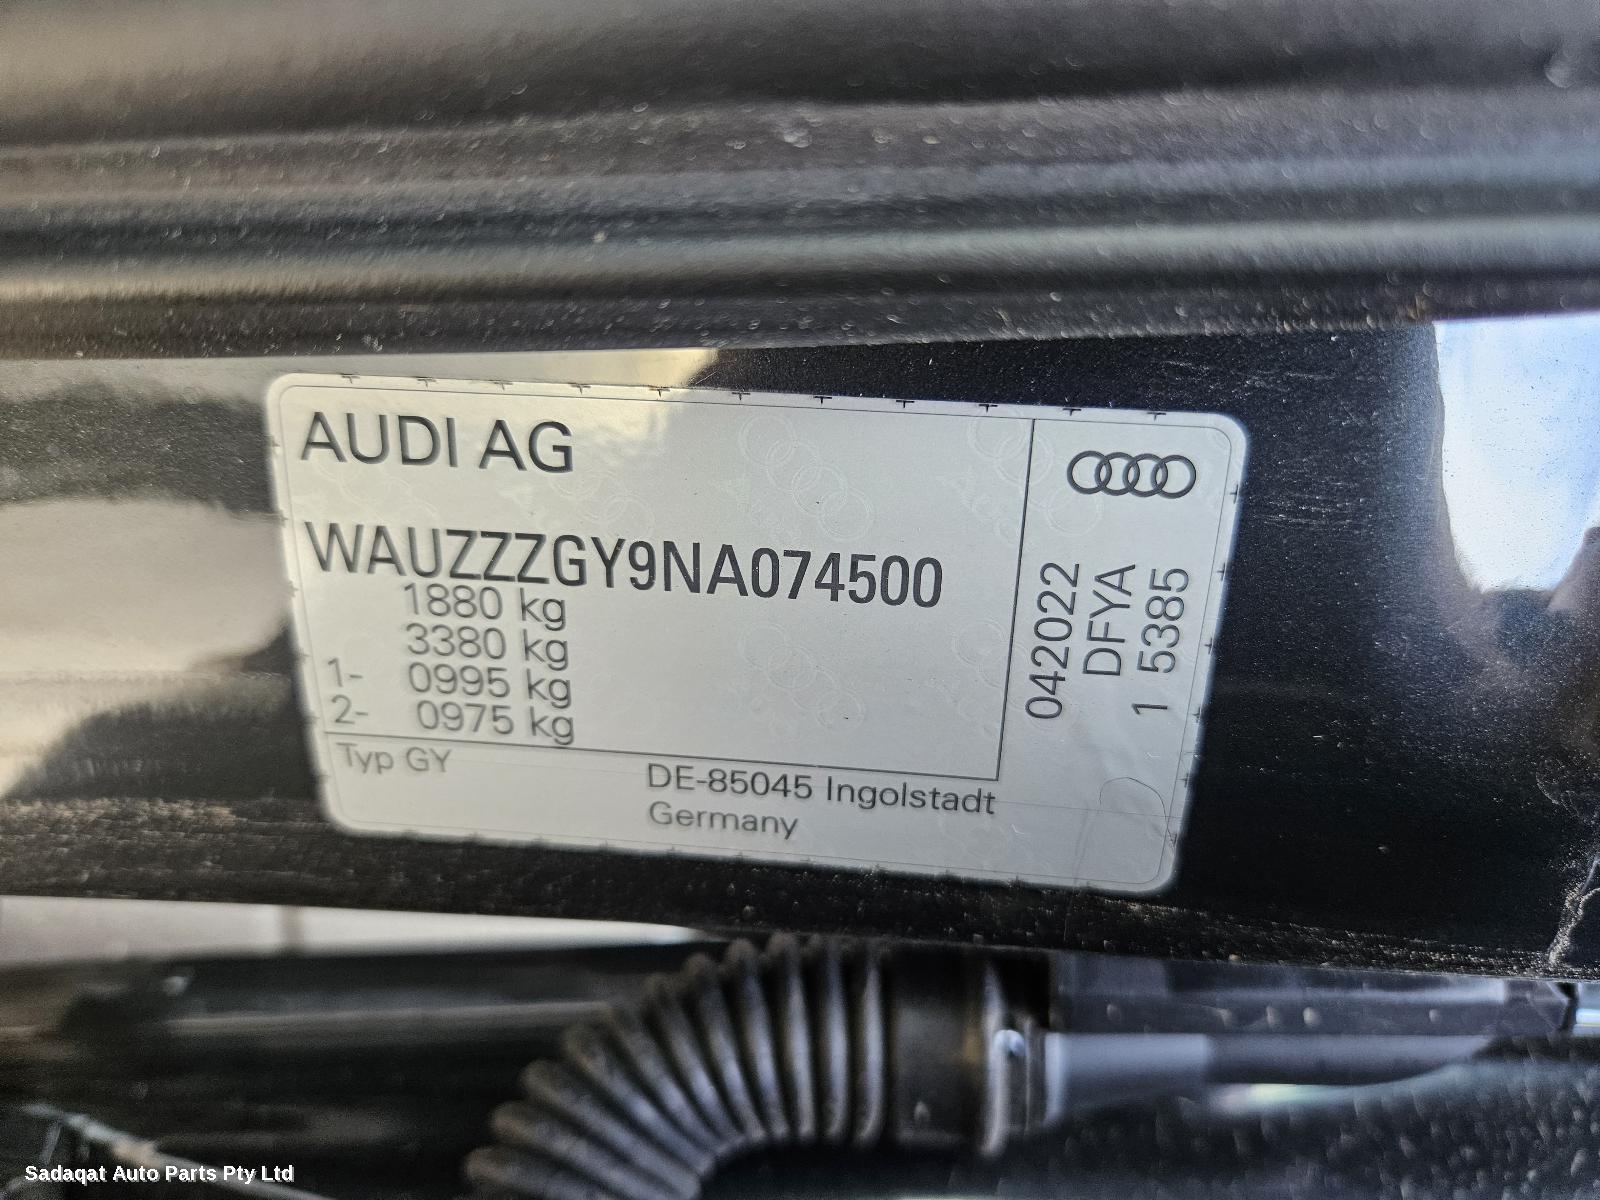 AUDI AG
WAUZZZGY9NA074500
1880 kg
3380 kg
1- 0995 kg
2- 0975 kg
Typ GY
DE-85045 Ingolstadt
Germany
042022
DFYA
1 5385
Sadaqat Auto Parts Pty Ltd